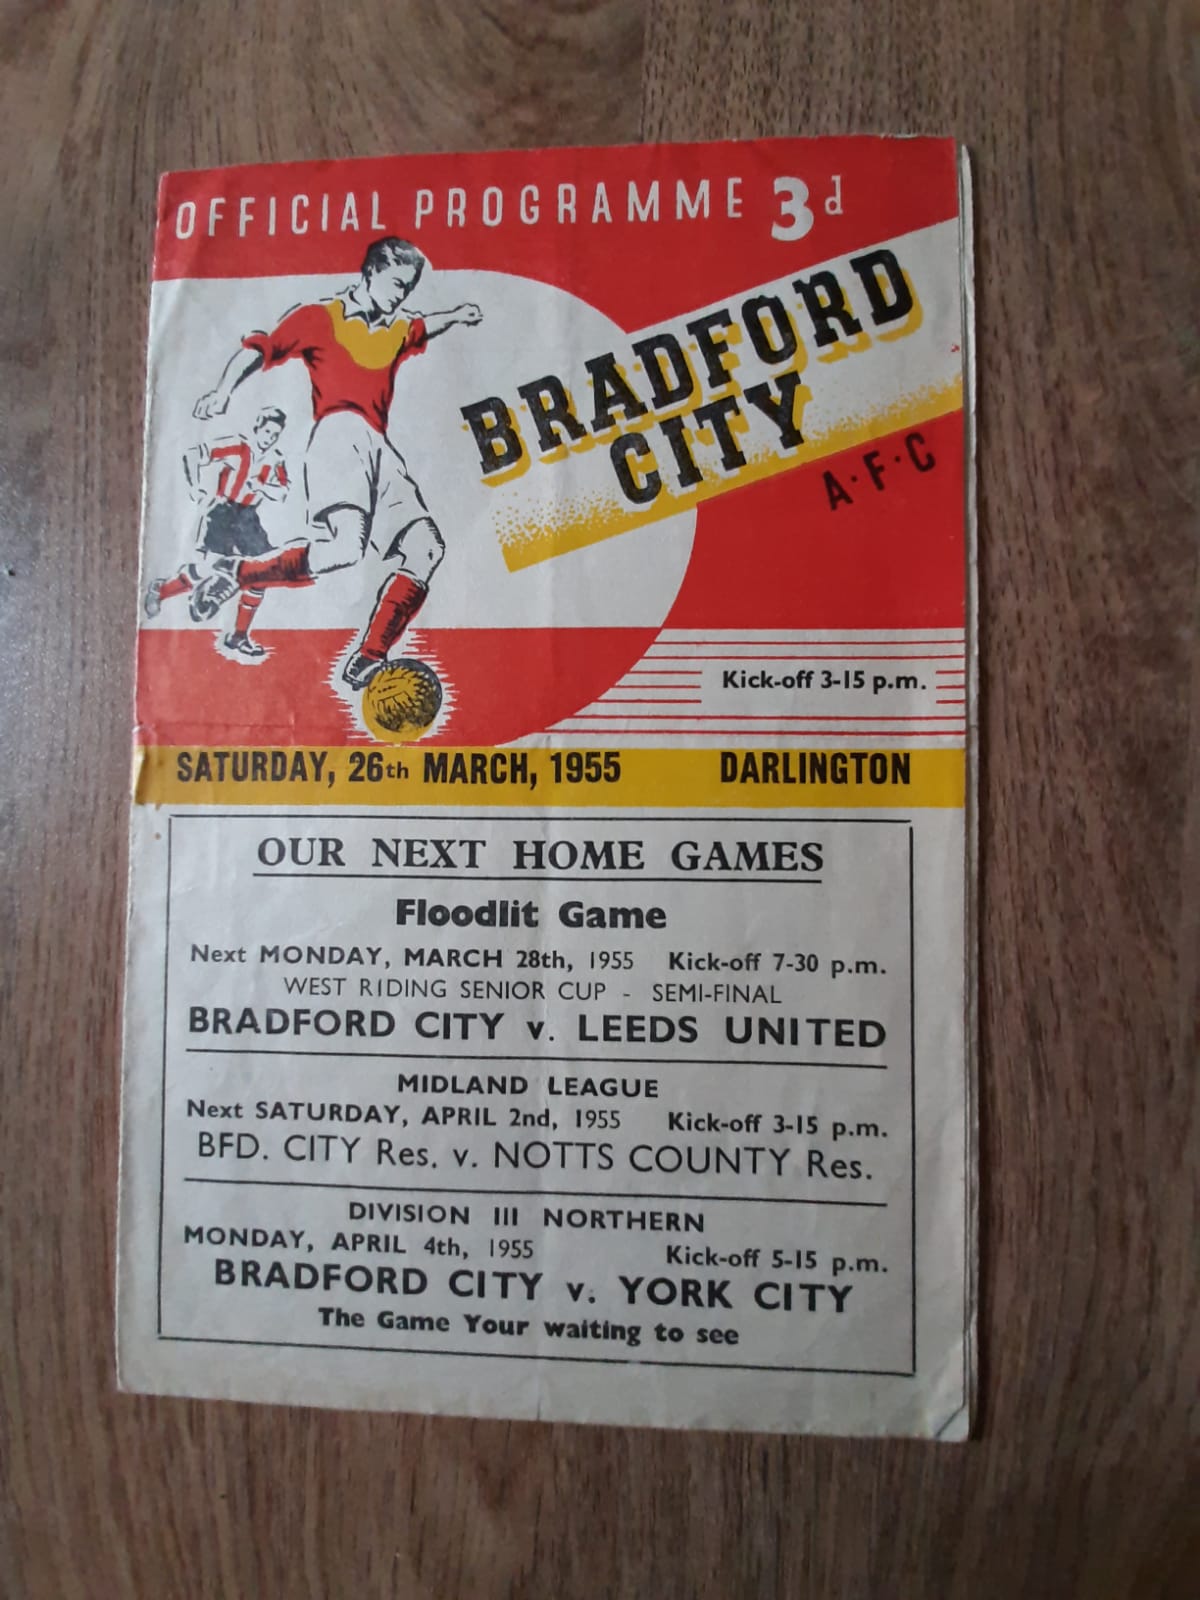 OFFICIAL PROGRAMME 3d
BRADFORD
CITY
A·F·C
Kick-off 3-15 p.m.
SATURDAY, 26th MARCH, 1955 DARLINGTON
OUR NEXT HOME GAMES
Floodlit Game
Next MONDAY, MARCH 28th, 1955 Kick-off 7-30 p.m.
WEST RIDING SENIOR CUP - SEMI-FINAL
BRADFORD CITY v. LEEDS UNITED
MIDLAND LEAGUE
Next SATURDAY, APRIL 2nd, 1955 Kick-off 3-15 p.m.
BFD. CITY Res. v. NOTTS COUNTY Res.
DIVISION III NORTHERN
MONDAY, APRIL 4th, 1955 Kick-off 5-15 p.m.
BRADFORD CITY v. YORK CITY
The Game Your waiting to see